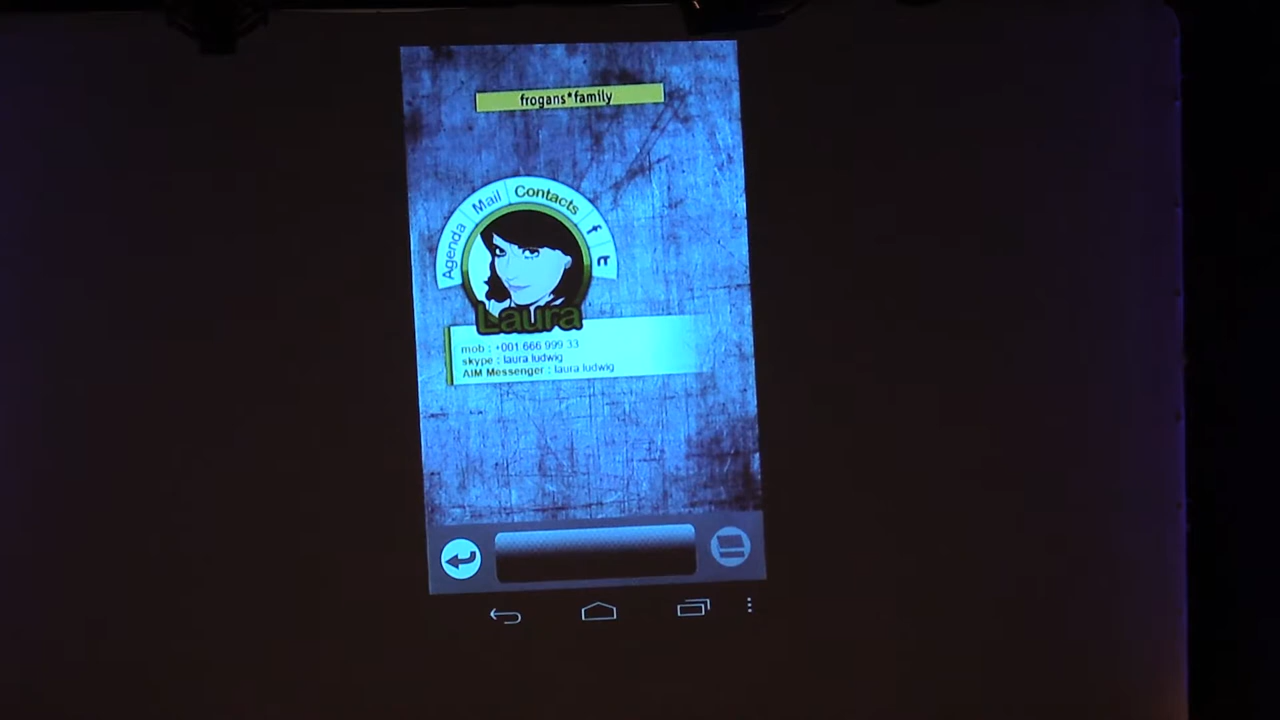 frogans*family
Agenda Mail Contacts f t
Laura
mob : +001 666 999 33
skype : laura ludwig
AIM Messenger : laura ludwig